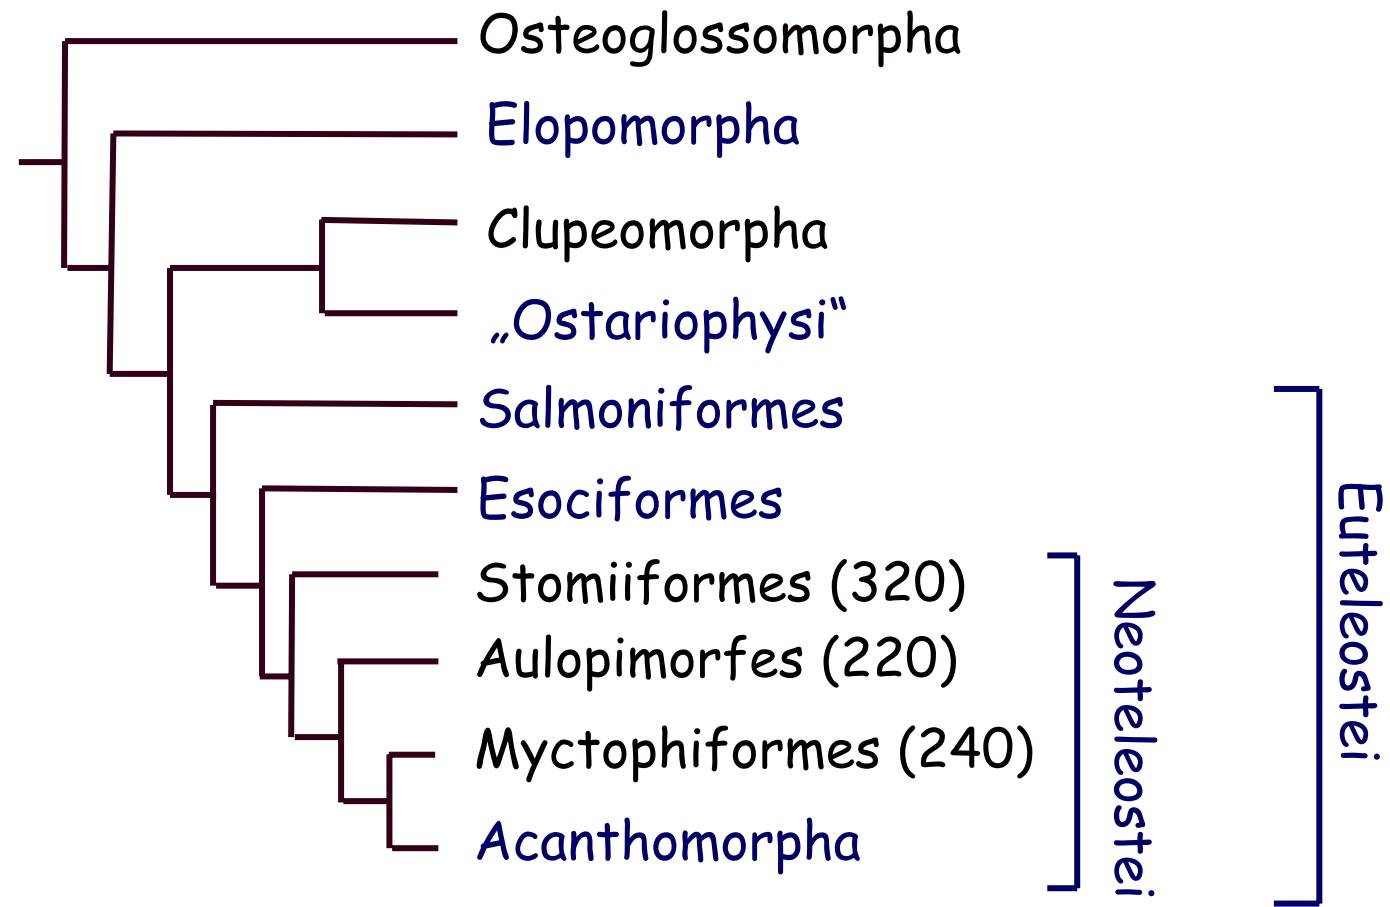 Osteoglossomorpha
Elopomorpha
Clupeomorpha
„Ostariophysi“
Salmoniformes
Esociformes
Stomiiformes (320)
Aulopimorfes (220)
Myctophiformes (240)
Acanthomorpha
Neoteleostei
Euteleostei